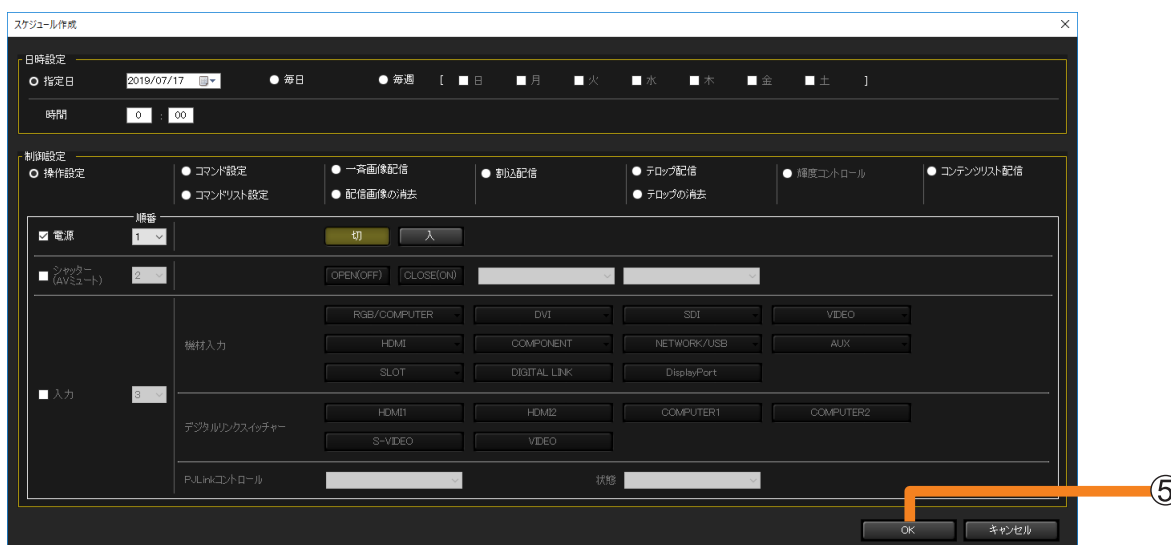 スケジュール作成
日時設定
指定日 2019/07/17 毎日 毎週 [ 日 月 火 水 木 金 土 ]
時間 0 : 00
制御設定
操作設定 コマンド設定 一斉画像配信 割込配信 テロップ配信 輝度コントロール コンテンツリスト配信
コマンドリスト設定 配信画像の消去 テロップの消去
順番
電源 1 切 入
シャッター
(AVミュート) 2 OPEN(OFF) CLOSE(ON)
RGB/COMPUTER DVI SDI VIDEO
機材入力 HDMI COMPONENT NETWORK/USB AUX
SLOT DIGITAL LINK DisplayPort
入力 3
HDMI1 HDMI2 COMPUTER1 COMPUTER2
デジタルリンクスイッチャー
S-VIDEO VIDEO
PJLinkコントロール 状態
⑤
OK キャンセル